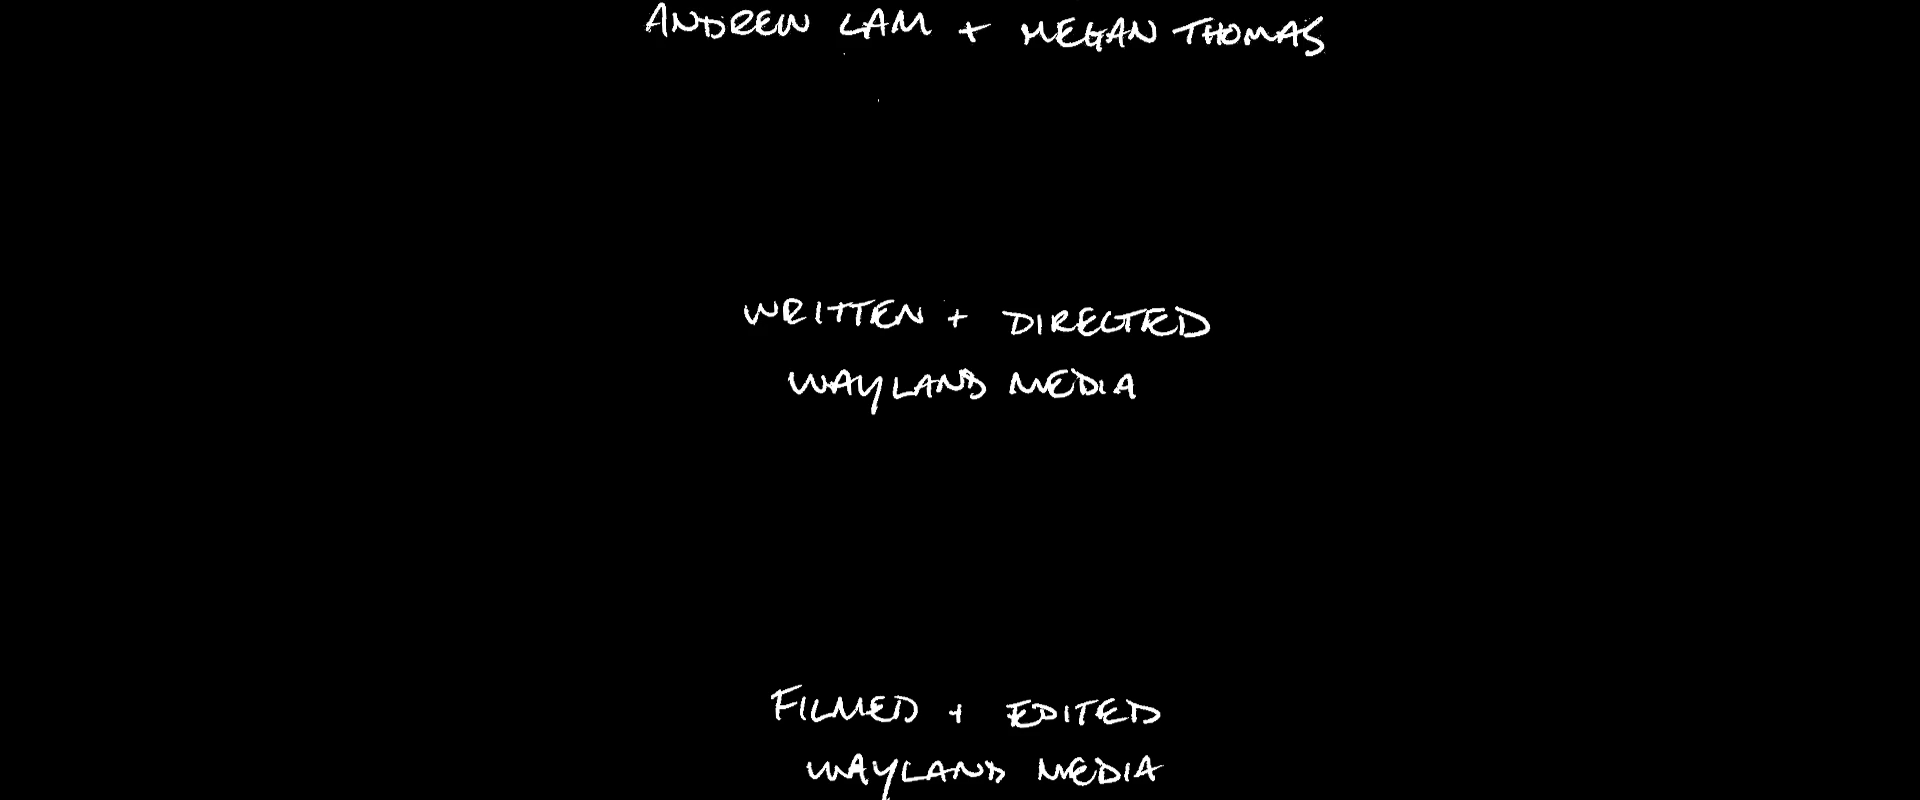 ANDREW LAM + MEGAN THOMAS
WRITTEN + DIRECTED
WAYLAND MEDIA
FILMED + EDITED
WAYLAND MEDIA